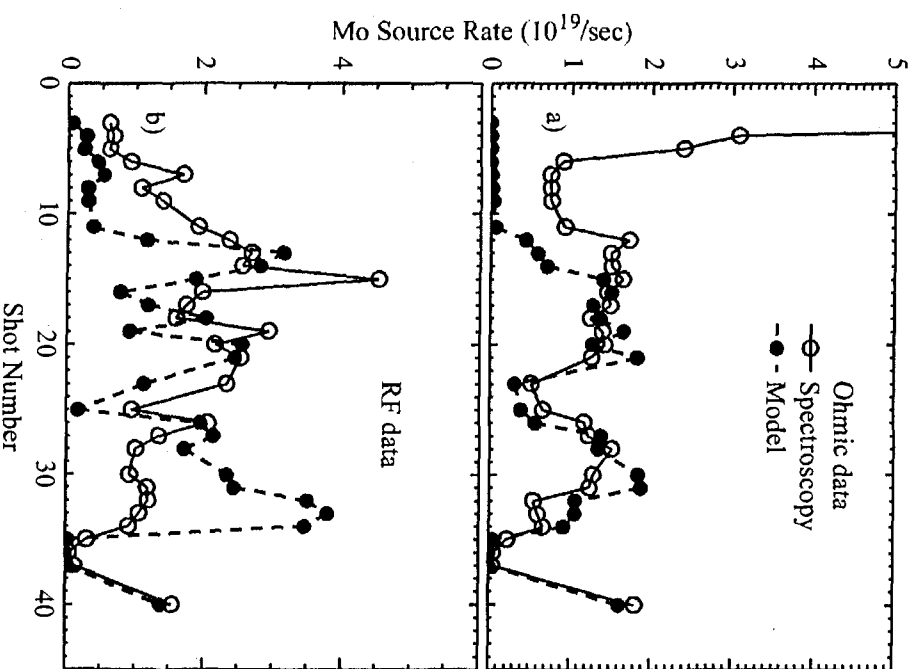 Mo Source Rate (10^19/sec)
5
4
3
2
1
0
a)
Ohmic data
Spectroscopy
Model
4
2
0
b)
RF data
0
10
20
30
40
Shot Number